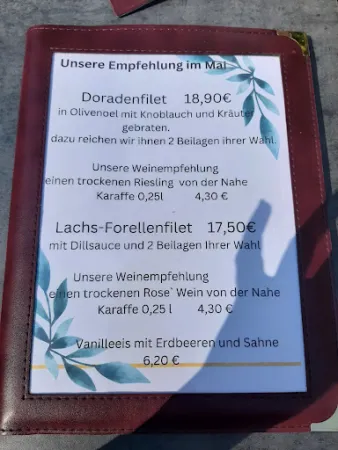 Unsere Empfehlung im Mai
Doradenfilet 18,90€
in Olivenoel mit Knoblauch und Kräuter
gebraten.
dazu reichen wir ihnen 2 Beilagen ihrer Wahl.
Unsere Weinempfehlung
einen trockenen Riesling von der Nahe
Karaffe 0,25l 4,30 €
Lachs-Forellenfilet 17,50€
mit Dillsauce und 2 Beilagen Ihrer Wahl
Unsere Weinempfehlung
einen trockenen Rose` Wein von der Nahe
Karaffe 0,25 l 4,30 €
Vanilleeis mit Erdbeeren und Sahne
6,20 €